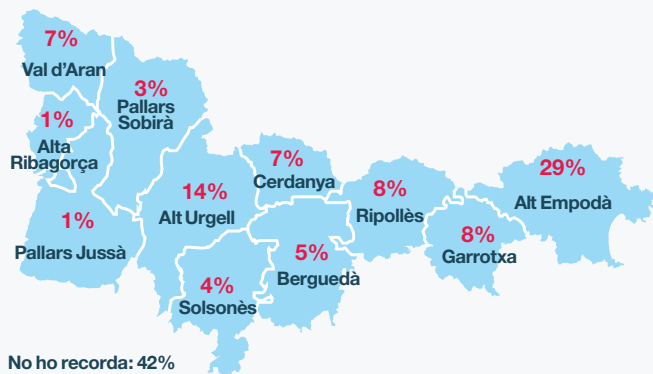 7%
Val d'Aran
3%
Pallars
Sobirà
1%
Alta
Ribagorça
7%
Cerdanya
29%
Alt Empodà
14%
Alt Urgell
8%
Ripollès
1%
Pallars Jussà
8%
Garrotxa
5%
Berguedà
4%
Solsonès
No ho recorda: 42%